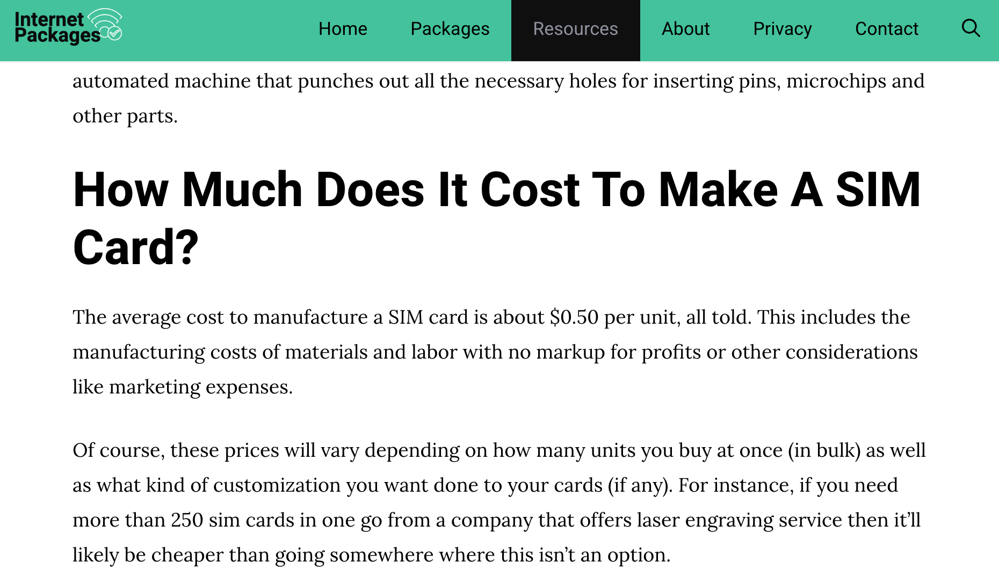 Internet
Packages
Home Packages Resources About Privacy Contact
automated machine that punches out all the necessary holes for inserting pins, microchips and
other parts.
How Much Does It Cost To Make A SIM
Card?
The average cost to manufacture a SIM card is about $0.50 per unit, all told. This includes the
manufacturing costs of materials and labor with no markup for profits or other considerations
like marketing expenses.
Of course, these prices will vary depending on how many units you buy at once (in bulk) as well
as what kind of customization you want done to your cards (if any). For instance, if you need
more than 250 sim cards in one go from a company that offers laser engraving service then it’ll
likely be cheaper than going somewhere where this isn’t an option.